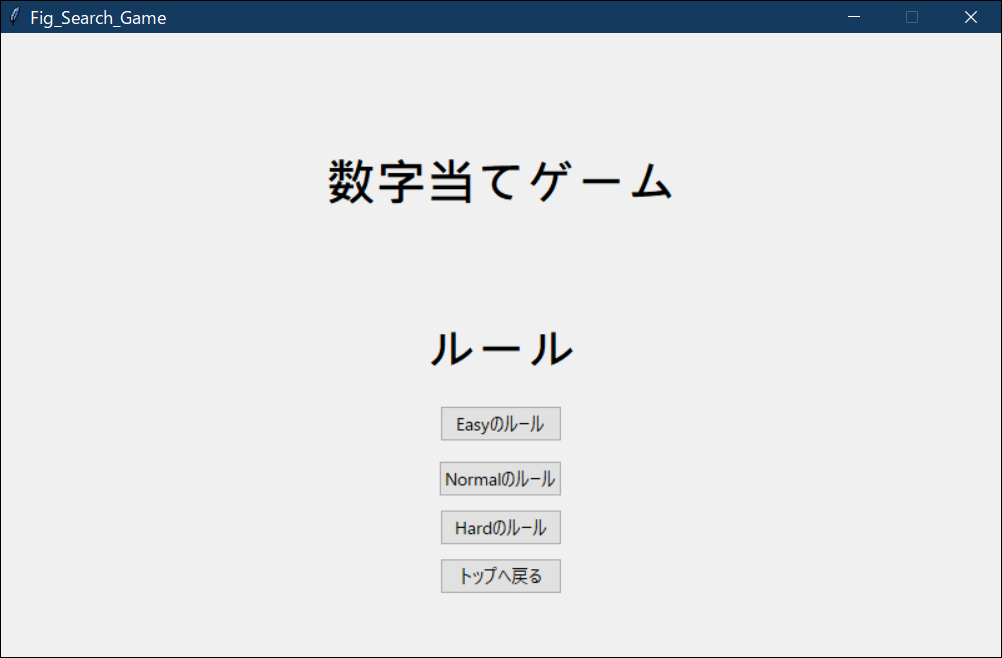 Fig_Search_Game
数字当てゲーム
ルール
Easyのルール
Normalのルール
Hardのルール
トップへ戻る